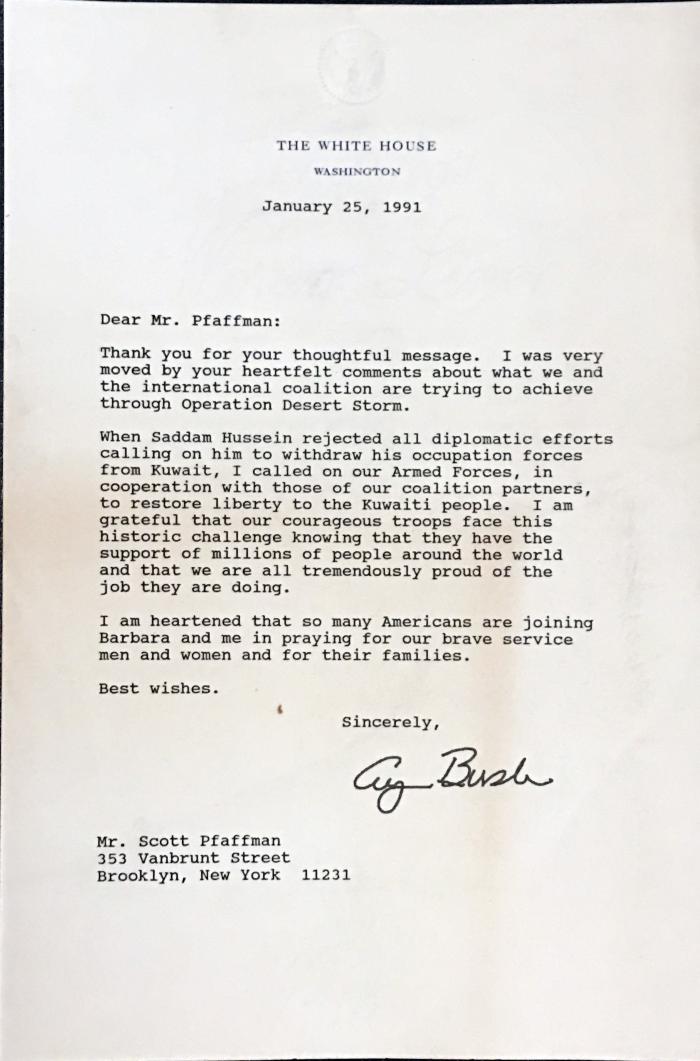 THE WHITE HOUSE
WASHINGTON
January 25, 1991
Dear Mr. Pfaffman:
Thank you for your thoughtful message.  I was very
moved by your heartfelt comments about what we and
the international coalition are trying to achieve
through Operation Desert Storm.
When Saddam Hussein rejected all diplomatic efforts
calling on him to withdraw his occupation forces
from Kuwait, I called on our Armed Forces, in
cooperation with those of our coalition partners,
to restore liberty to the Kuwaiti people.  I am
grateful that our courageous troops face this
historic challenge knowing that they have the
support of millions of people around the world
and that we are all tremendously proud of the
job they are doing.
I am heartened that so many Americans are joining
Barbara and me in praying for our brave service
men and women and for their families.
Best wishes.
Sincerely,
Bush
Mr. Scott Pfaffman
353 Vanbrunt Street
Brooklyn, New York  11231